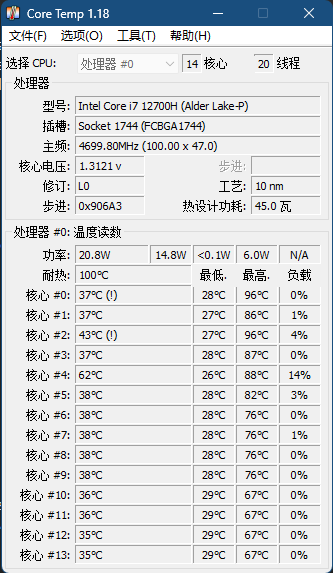 Core Temp 1.18
文件(F) 选项(O) 工具(T) 帮助(H)
选择 CPU: 处理器 #0 14 核心 20 线程
处理器
型号: Intel Core i7 12700H (Alder Lake-P)
插槽: Socket 1744 (FCBGA1744)
主频: 4699.80MHz (100.00 x 47.0)
核心电压: 1.3121 v 步进:
修订: L0 工艺: 10 nm
步进: 0x906A3 热设计功耗: 45.0 瓦
处理器 #0: 温度读数
功率: 20.8W 14.8W <0.1W 6.0W N/A
耐热: 100°C 最低. 最高. 负载
核心 #0: 37°C (!) 28°C 96°C 0%
核心 #1: 37°C 27°C 86°C 1%
核心 #2: 43°C (!) 27°C 96°C 4%
核心 #3: 37°C 28°C 87°C 0%
核心 #4: 62°C 26°C 88°C 14%
核心 #5: 38°C 28°C 82°C 3%
核心 #6: 38°C 28°C 76°C 0%
核心 #7: 38°C 28°C 76°C 1%
核心 #8: 38°C 28°C 76°C 0%
核心 #9: 38°C 28°C 76°C 0%
核心 #10: 36°C 29°C 67°C 0%
核心 #11: 36°C 29°C 67°C 0%
核心 #12: 35°C 29°C 67°C 0%
核心 #13: 35°C 29°C 67°C 0%